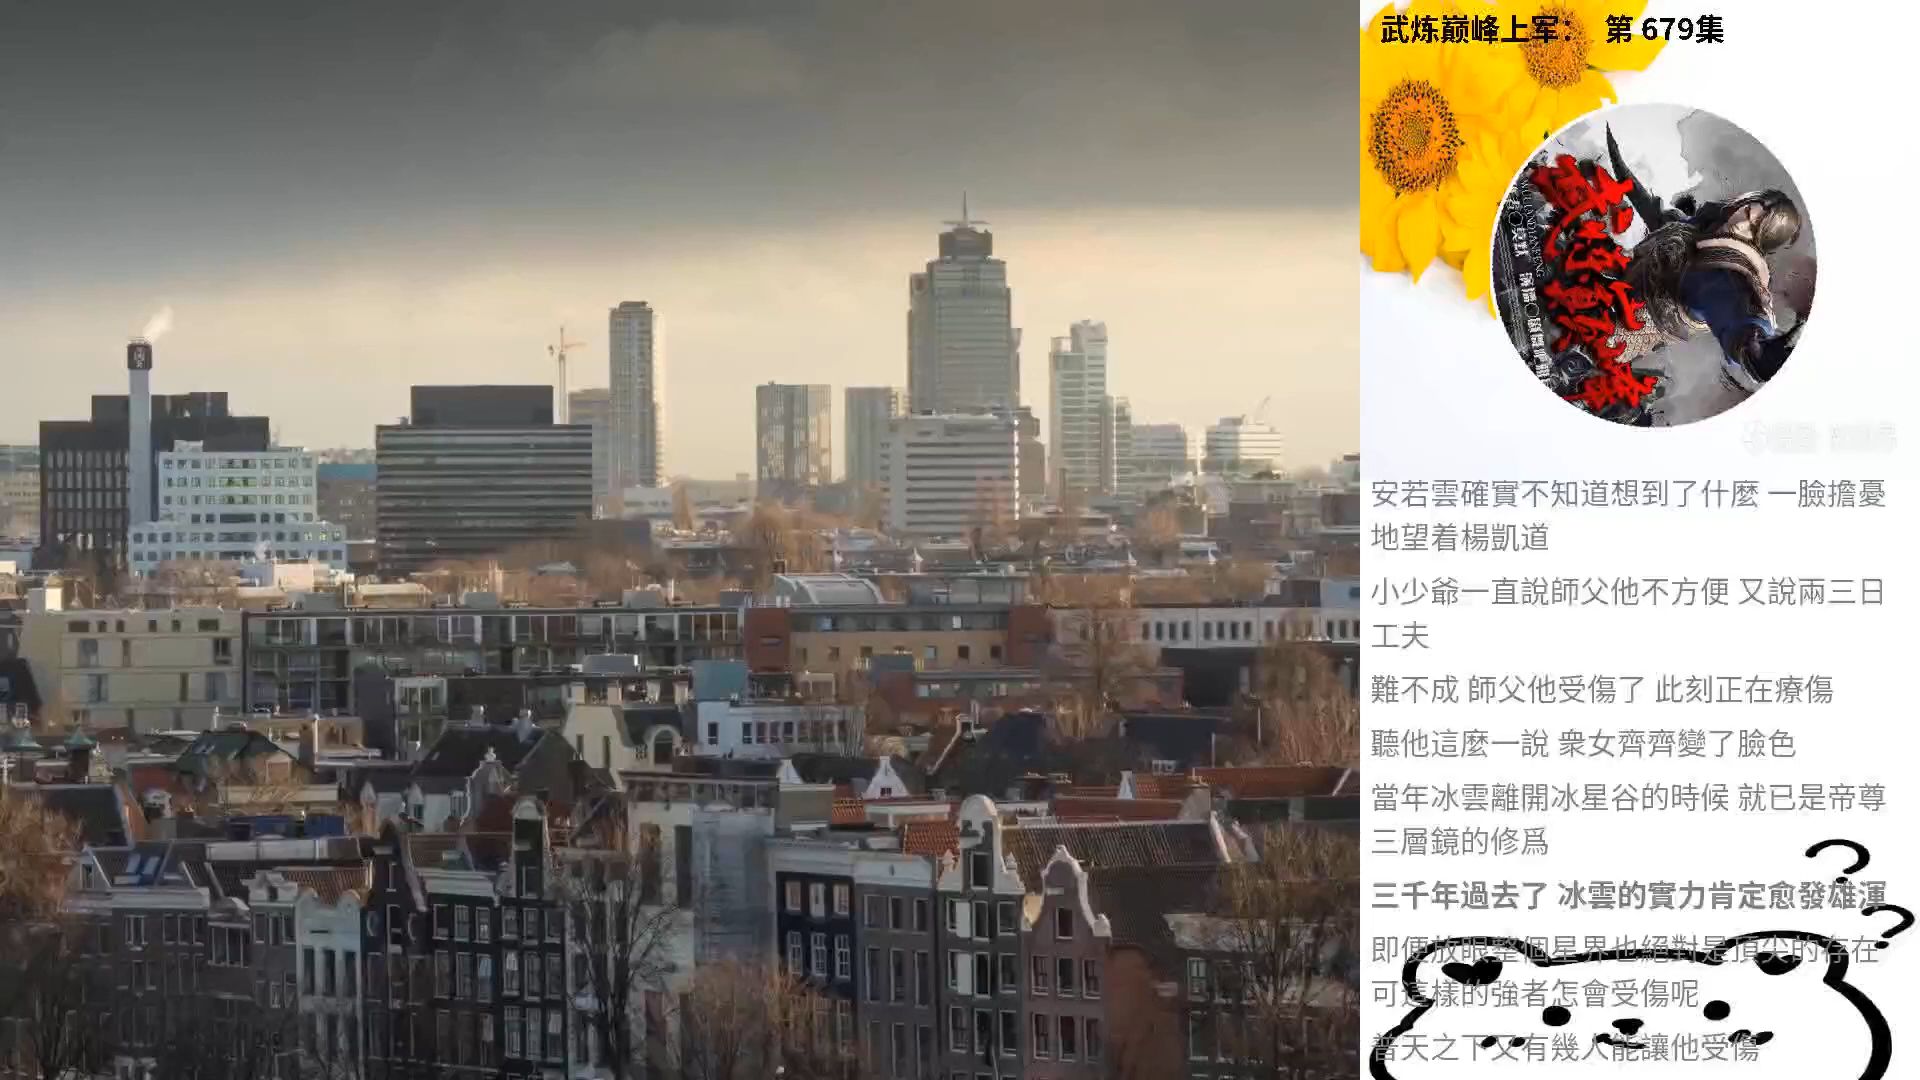 武炼巅峰上军： 第 679集
安若雲確實不知道想到了什麼 一臉擔憂
地望着楊凱道
小少爺一直說師父他不方便 又說兩三日
工夫
難不成 師父他受傷了 此刻正在療傷
聽他這麼一說 衆女齊齊變了臉色
當年冰雲離開冰星谷的時候 就已是帝尊
三層鏡的修爲
三千年過去了 冰雲的實力肯定愈發雄渾
即便放眼整個星界也絕對是頂尖的存在
可這樣的強者怎會受傷呢
普天之下又有幾人能讓他受傷